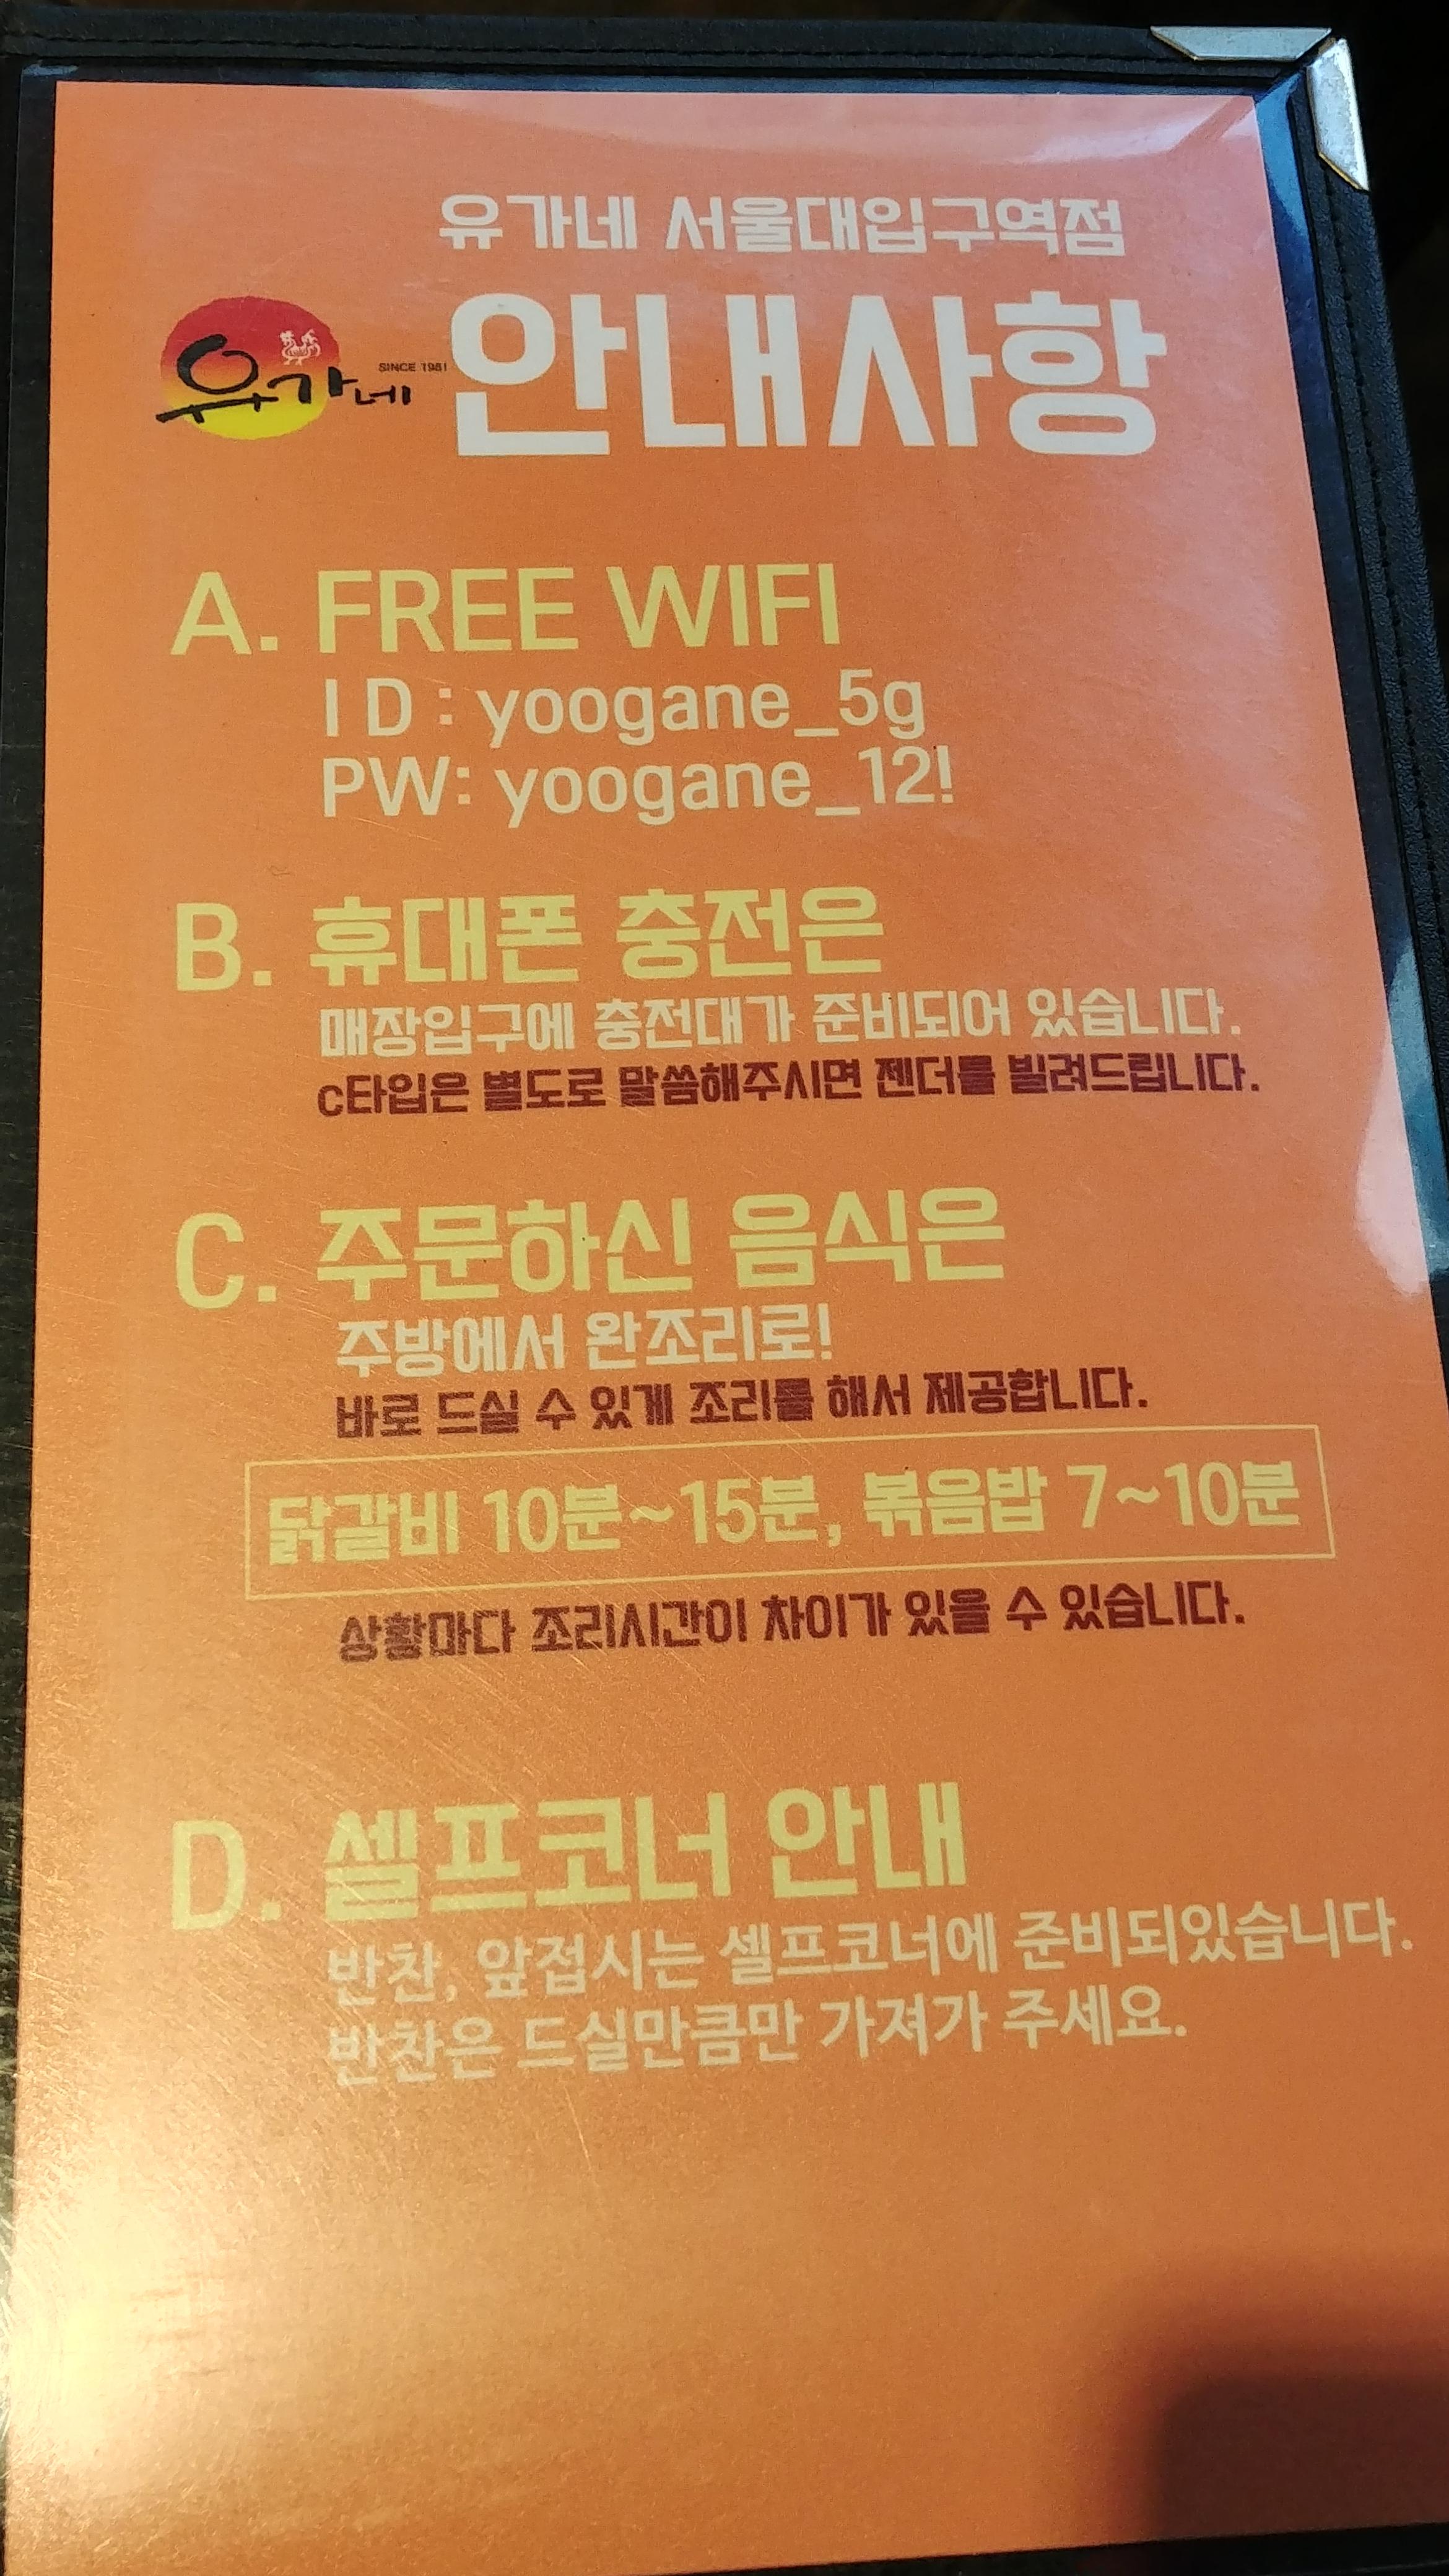 유가네 서울대입구역점
유가네
SINCE 1981
안내사항
A. FREE WIFI
I D : yoogane_5g
PW: yoogane_12!
B. 휴대폰 충전은
매장입구에 충전대가 준비되어 있습니다.
c타입은 별도로 말씀해주시면 젠더를 빌려드립니다.
C. 주문하신 음식은
주방에서 완조리로!
바로 드실 수 있게 조리를 해서 제공합니다.
닭갈비 10분~15분, 볶음밥 7~10분
상황마다 조리시간이 차이가 있을 수 있습니다.
D. 셀프코너 안내
반찬, 앞접시는 셀프코너에 준비되있습니다.
반찬은 드실만큼만 가져가 주세요.